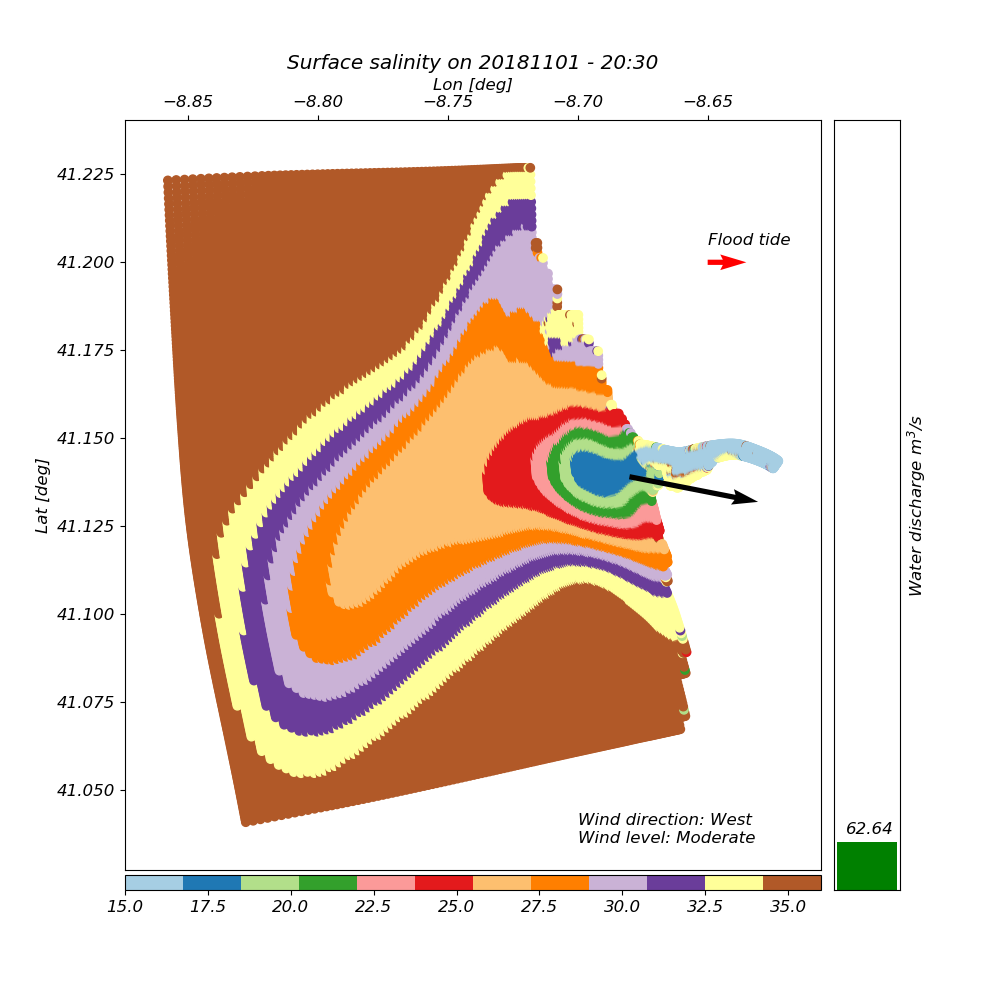 Surface salinity on 20181101 - 20:30
Lon [deg]
−8.85 −8.80 −8.75 −8.70 −8.65
41.225
41.200
41.175
41.150
41.125
41.100
41.075
41.050
Lat [deg]
Flood tide
Wind direction: West
Wind level: Moderate
62.64
Water discharge m³/s
15.0 17.5 20.0 22.5 25.0 27.5 30.0 32.5 35.0